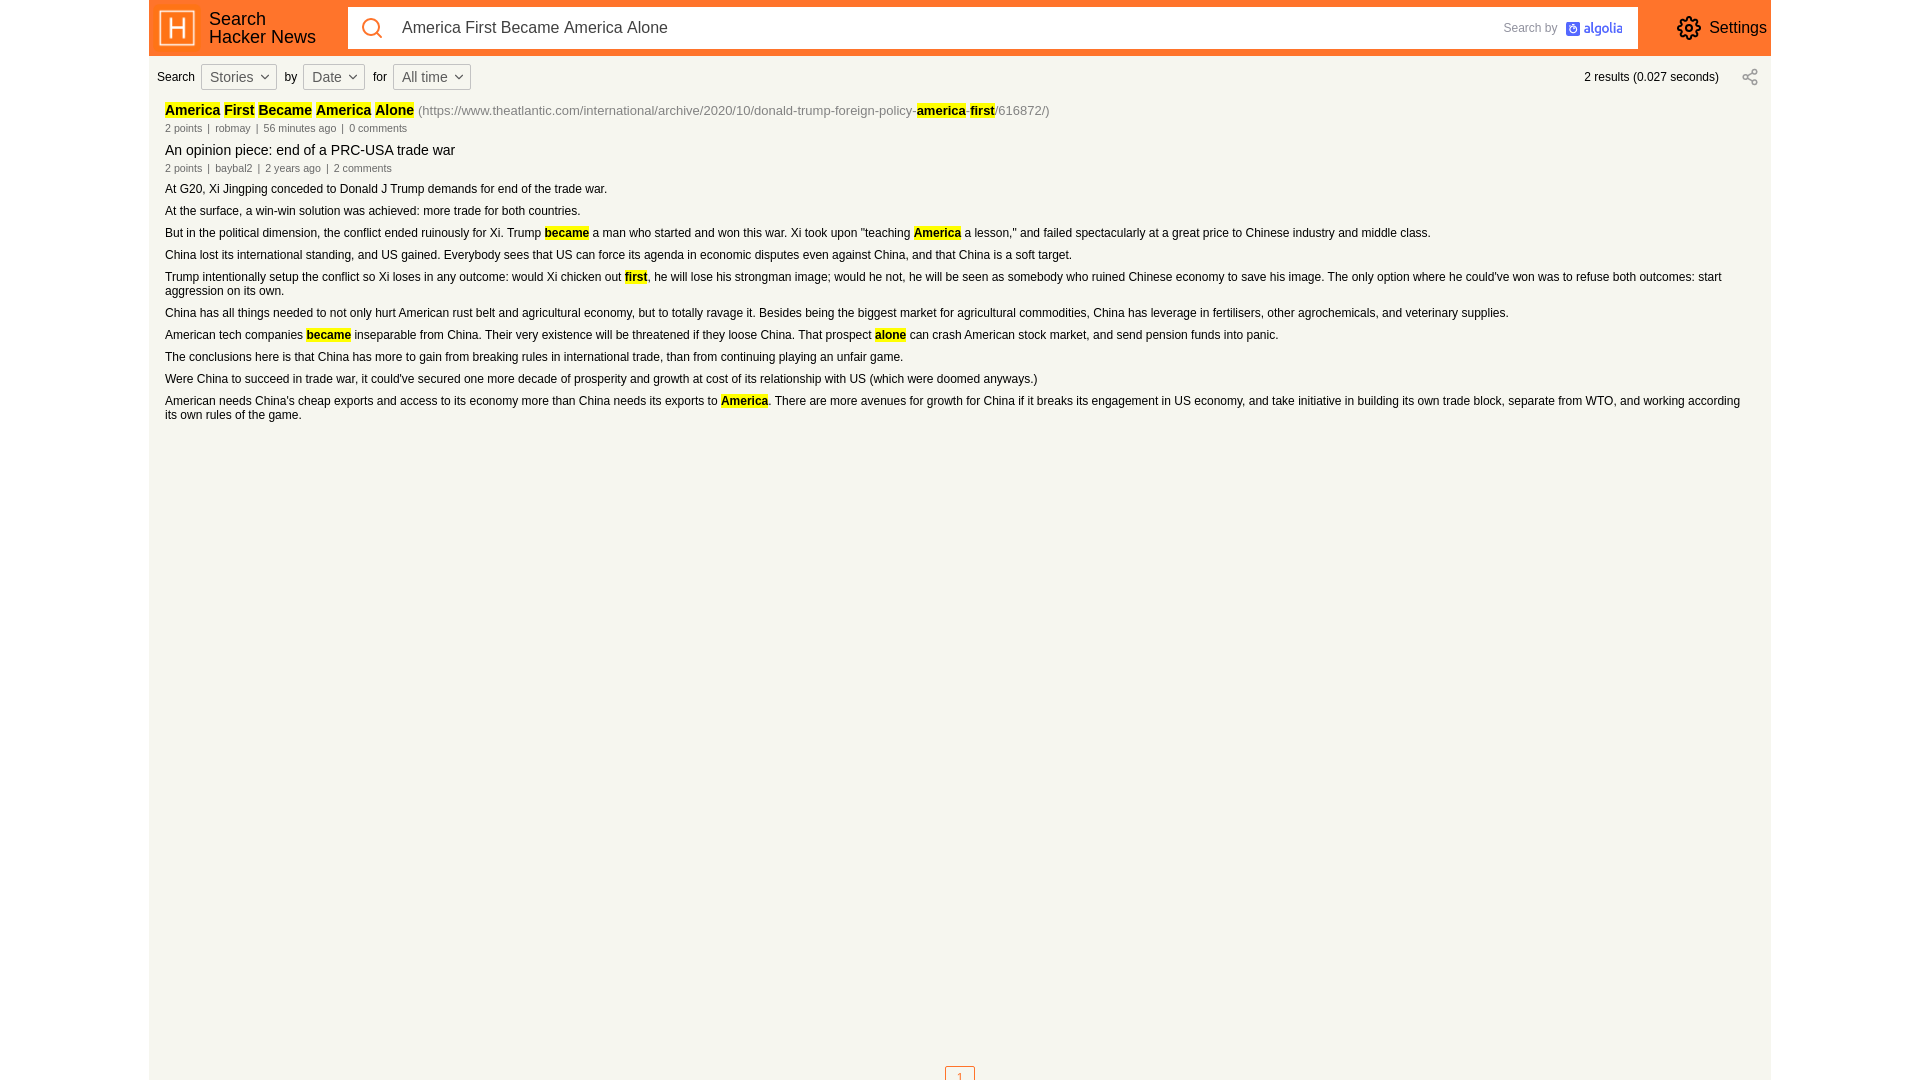 H
Search
Hacker News
America First Became America Alone
Search by algolia
Settings
Search Stories by Date for All time
2 results (0.027 seconds)
America First Became America Alone (https://www.theatlantic.com/international/archive/2020/10/donald-trump-foreign-policy-america-first/616872/)
2 points | robmay | 56 minutes ago | 0 comments
An opinion piece: end of a PRC-USA trade war
2 points | baybal2 | 2 years ago | 2 comments
At G20, Xi Jingping conceded to Donald J Trump demands for end of the trade war.
At the surface, a win-win solution was achieved: more trade for both countries.
But in the political dimension, the conflict ended ruinously for Xi. Trump became a man who started and won this war. Xi took upon "teaching America a lesson," and failed spectacularly at a great price to Chinese industry and middle class.
China lost its international standing, and US gained. Everybody sees that US can force its agenda in economic disputes even against China, and that China is a soft target.
Trump intentionally setup the conflict so Xi loses in any outcome: would Xi chicken out first, he will lose his strongman image; would he not, he will be seen as somebody who ruined Chinese economy to save his image. The only option where he could've won was to refuse both outcomes: start
aggression on its own.
China has all things needed to not only hurt American rust belt and agricultural economy, but to totally ravage it. Besides being the biggest market for agricultural commodities, China has leverage in fertilisers, other agrochemicals, and veterinary supplies.
American tech companies became inseparable from China. Their very existence will be threatened if they loose China. That prospect alone can crash American stock market, and send pension funds into panic.
The conclusions here is that China has more to gain from breaking rules in international trade, than from continuing playing an unfair game.
Were China to succeed in trade war, it could've secured one more decade of prosperity and growth at cost of its relationship with US (which were doomed anyways.)
American needs China's cheap exports and access to its economy more than China needs its exports to America. There are more avenues for growth for China if it breaks its engagement in US economy, and take initiative in building its own trade block, separate from WTO, and working according
its own rules of the game.
1